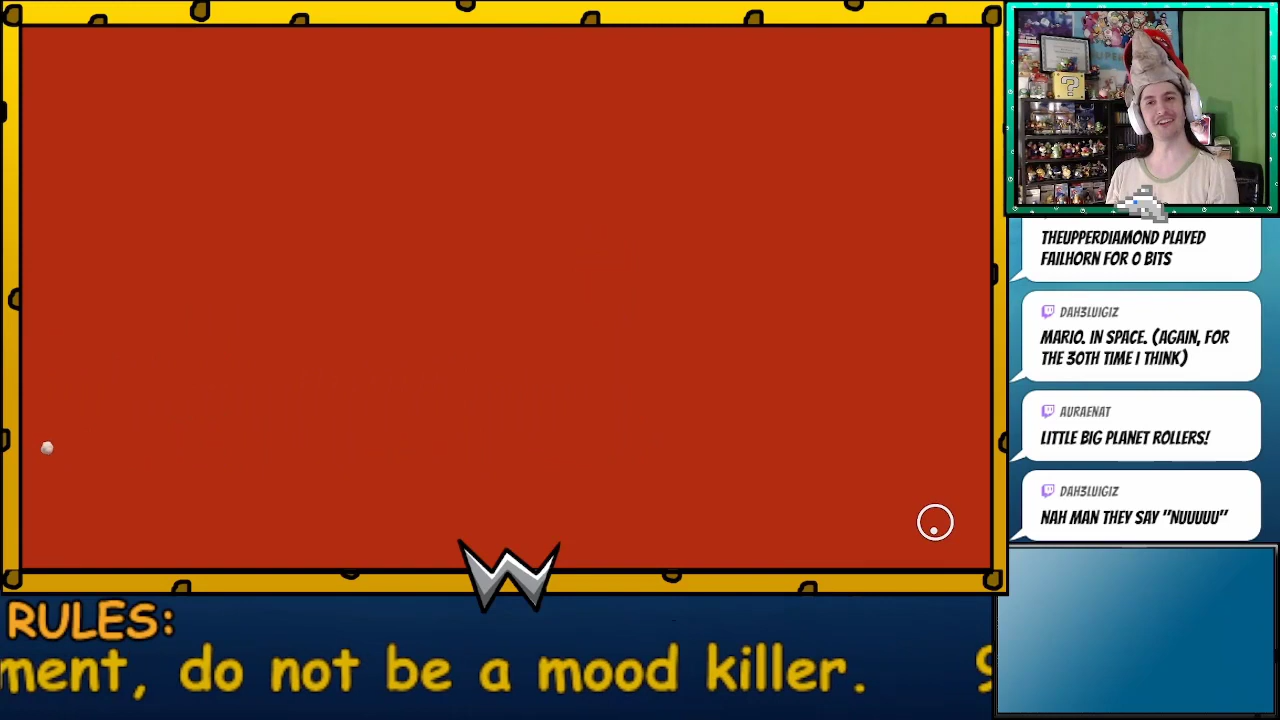 THEUPPERDIAMOND PLAYED
FAILHORN FOR 0 BITS
DAH3LUIGIZ
MARIO. IN SPACE. (AGAIN, FOR
THE 30TH TIME I THINK)
AURAENAT
LITTLE BIG PLANET ROLLERS!
DAH3LUIGIZ
NAH MAN THEY SAY "NUUUUU"
W
RULES:
ment, do not be a mood killer. 9